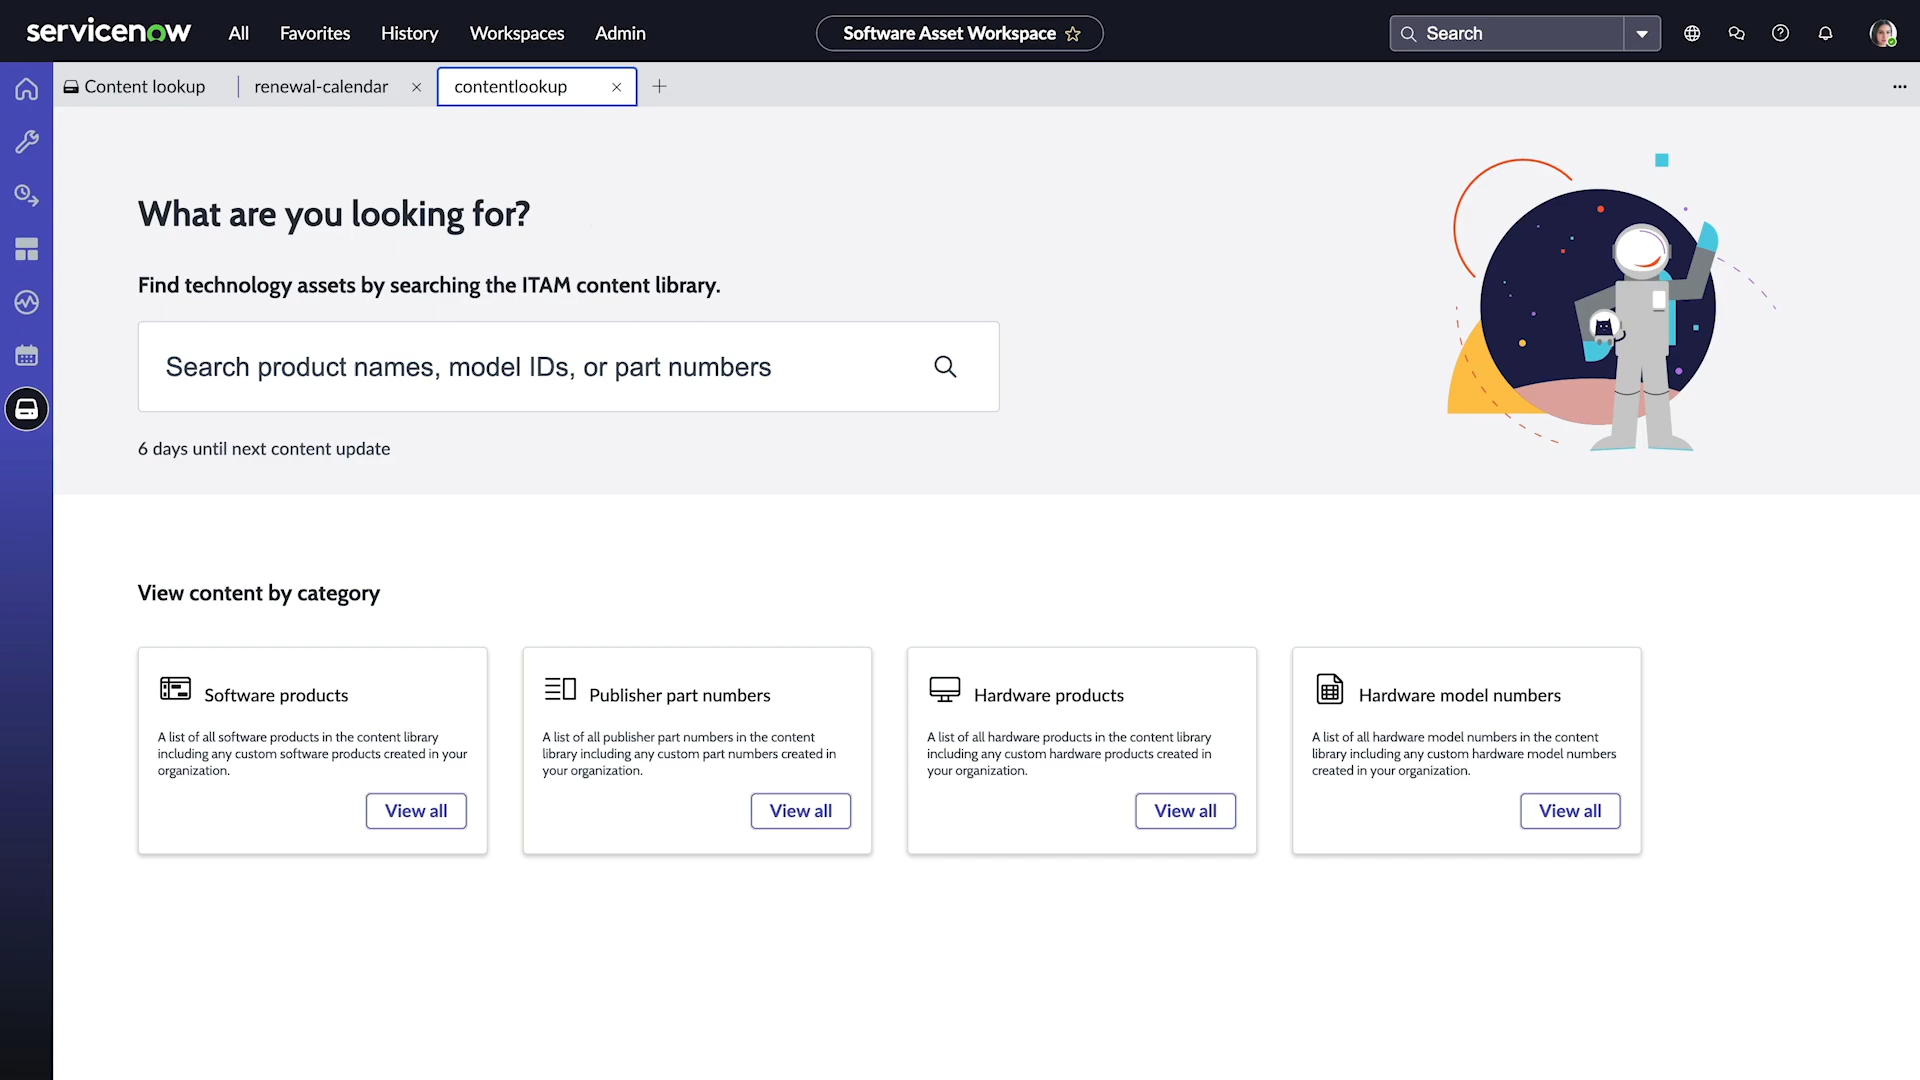 servicenow All Favorites History Workspaces Admin Software Asset Workspace Search
Content lookup renewal-calendar contentlookup
What are you looking for?
Find technology assets by searching the ITAM content library.
Search product names, model IDs, or part numbers
6 days until next content update
View content by category
Software products
A list of all software products in the content library
including any custom software products created in your
organization.
View all
Publisher part numbers
A list of all publisher part numbers in the content
library including any custom part numbers created in
your organization.
View all
Hardware products
A list of all hardware products in the content library
including any custom hardware products created in
your organization.
View all
Hardware model numbers
A list of all hardware model numbers in the content
library including any custom hardware model numbers
created in your organization.
View all